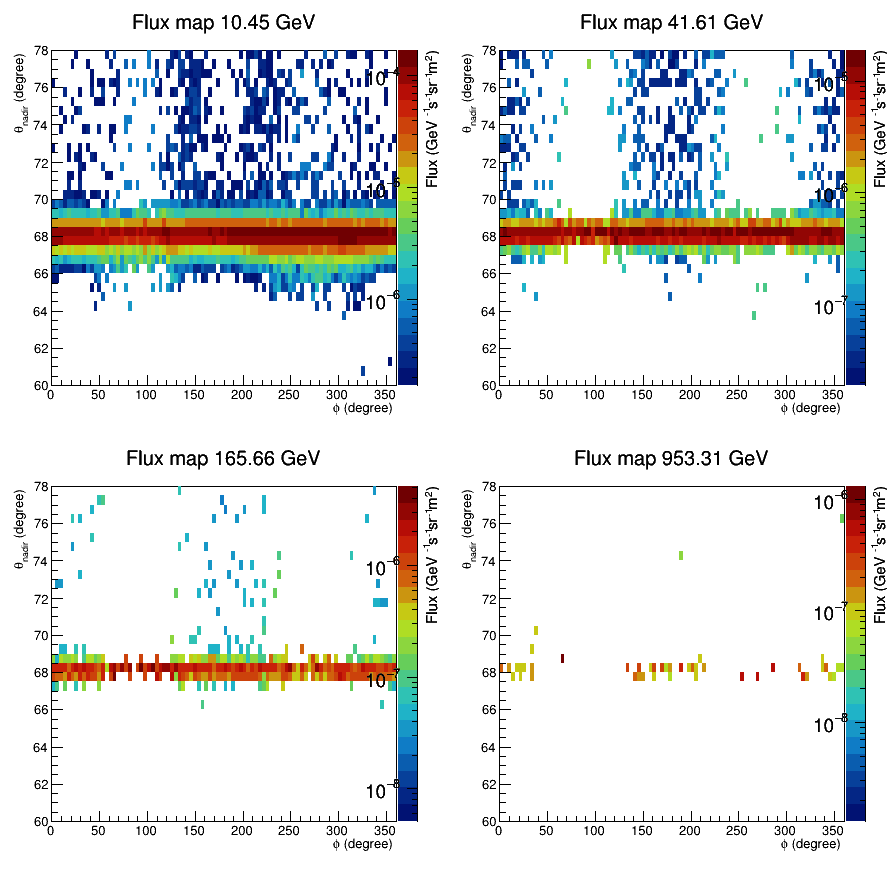 Flux map 10.45 GeV
θnadir (degree)
78
76
74
72
70
68
66
64
62
60
0 50 100 150 200 250 300 350
φ (degree)
10⁻⁴
10⁻⁵
10⁻⁶
Flux (GeV ⁻¹s⁻¹sr⁻¹m²)
Flux map 41.61 GeV
θnadir (degree)
78
76
74
72
70
68
66
64
62
60
0 50 100 150 200 250 300 350
φ (degree)
10⁻⁶
10⁻⁷
Flux (GeV ⁻¹s⁻¹sr⁻¹m²)
Flux map 165.66 GeV
θnadir (degree)
78
76
74
72
70
68
66
64
62
60
0 50 100 150 200 250 300 350
φ (degree)
10⁻⁶
10⁻⁷
10⁻⁸
Flux (GeV ⁻¹s⁻¹sr⁻¹m²)
Flux map 953.31 GeV
θnadir (degree)
78
76
74
72
70
68
66
64
62
60
0 50 100 150 200 250 300 350
φ (degree)
10⁻⁷
10⁻⁸
Flux (GeV ⁻¹s⁻¹sr⁻¹m²)